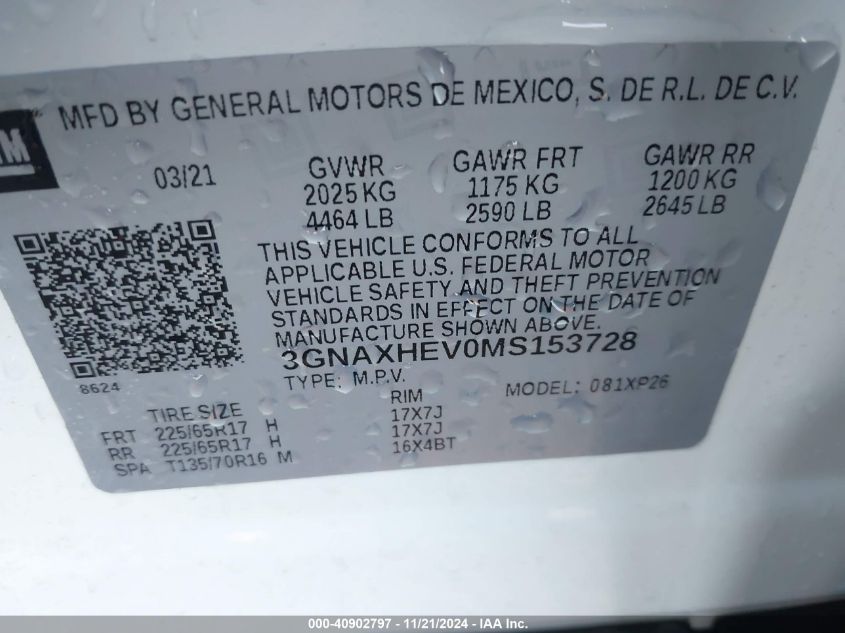 MFD BY GENERAL MOTORS DE MEXICO, S. DE R.L. DE C.V.
GM
03/21 GVWR GAWR FRT GAWR RR
2025 KG 1175 KG 1200 KG
4464 LB 2590 LB 2645 LB
THIS VEHICLE CONFORMS TO ALL
APPLICABLE U.S. FEDERAL MOTOR
VEHICLE SAFETY AND THEFT PREVENTION
STANDARDS IN EFFECT ON THE DATE OF
MANUFACTURE SHOWN ABOVE.
3GNAXHEV0MS153728
8624
TYPE: M.P.V. MODEL: 081XP26
TIRE SIZE RIM
FRT 225/65R17 H 17X7J
RR 225/65R17 H 17X7J
SPA T135/70R16 M 16X4BT
000-40902797 - 11/21/2024 - IAA Inc.